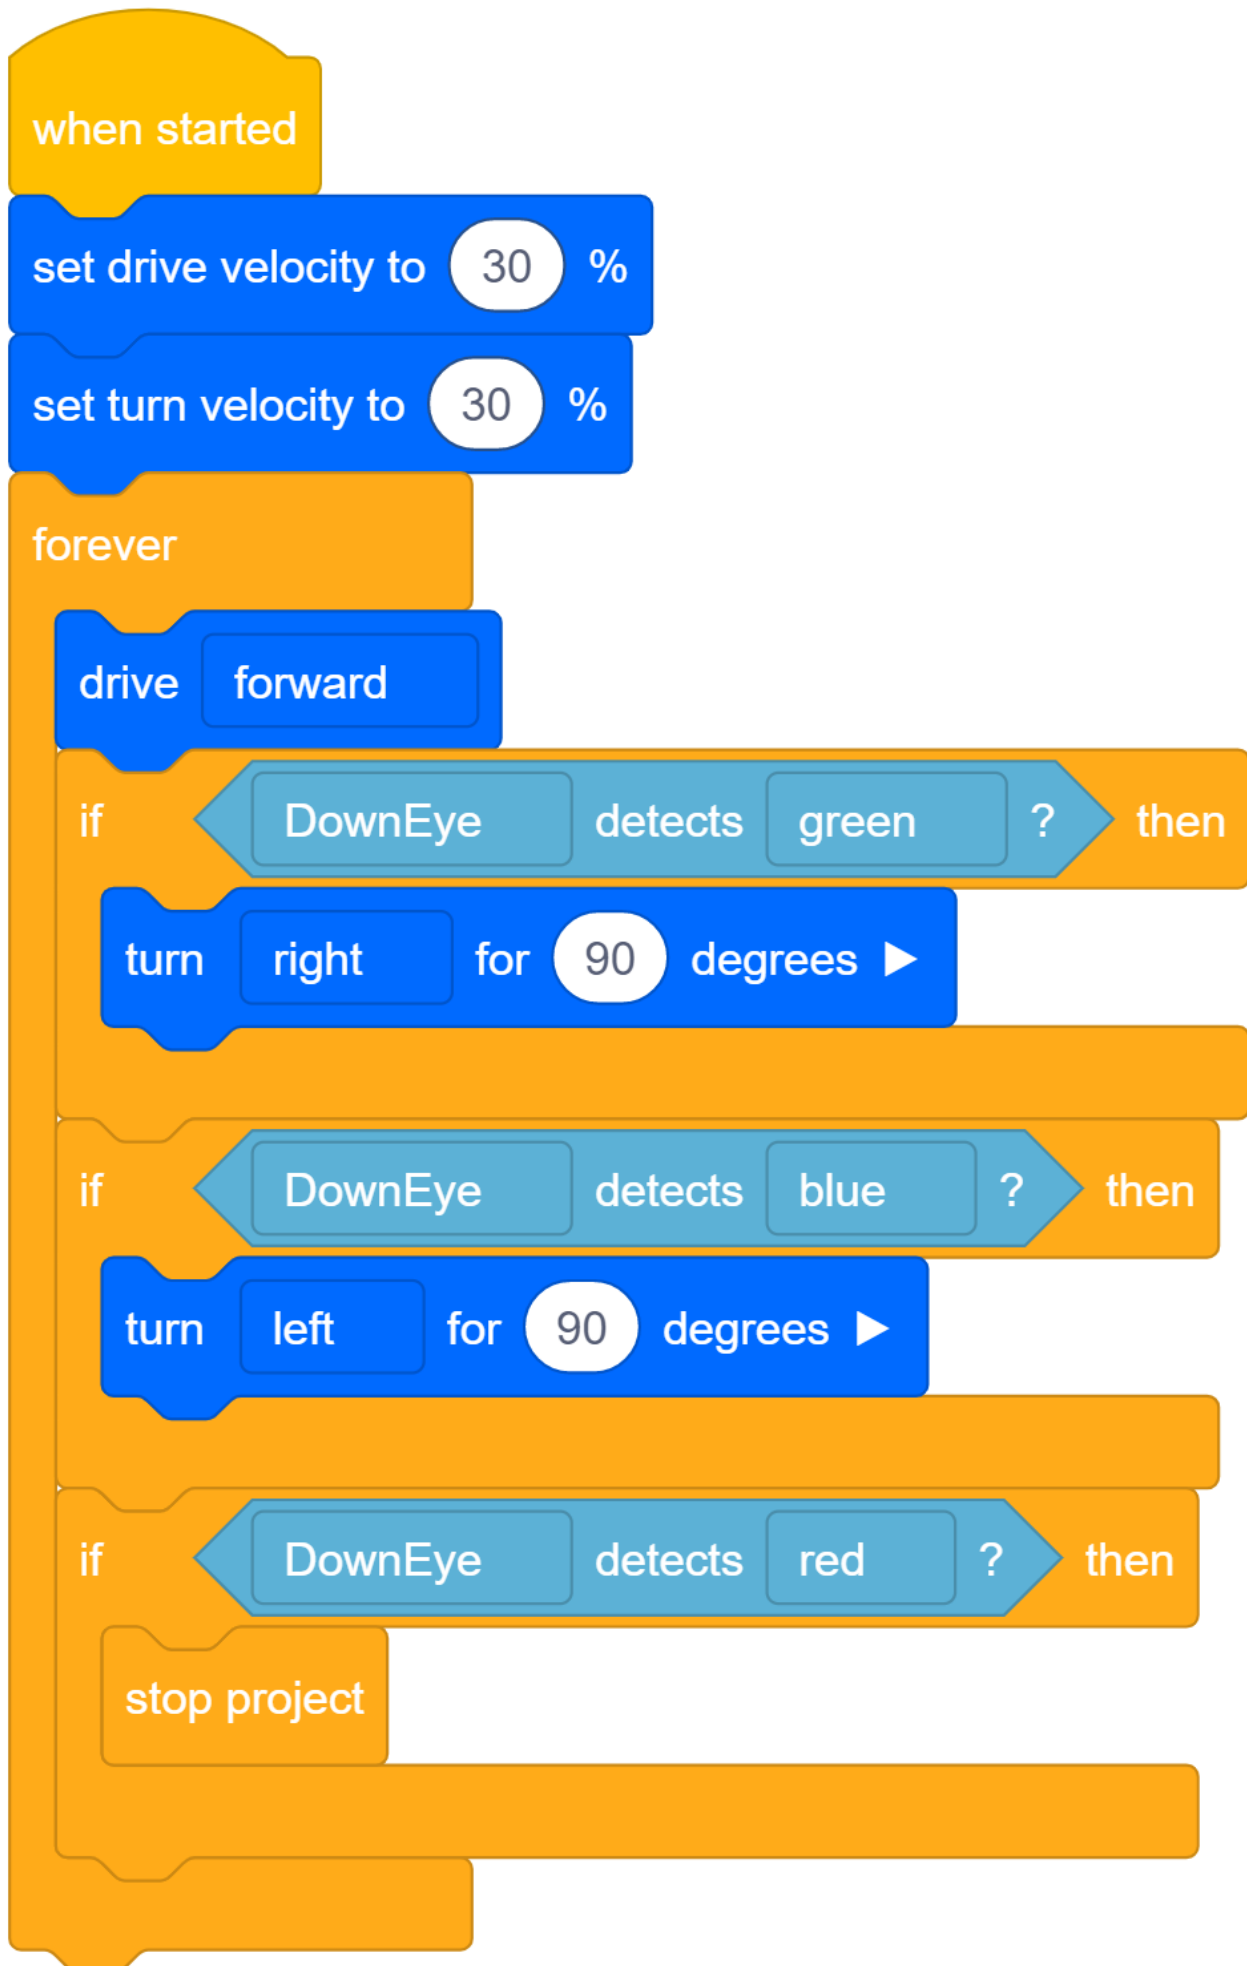 when started
set drive velocity to 30 %
set turn velocity to 30 %
forever
drive forward
if DownEye detects green ? then
turn right for 90 degrees
if DownEye detects blue ? then
turn left for 90 degrees
if DownEye detects red ? then
stop project